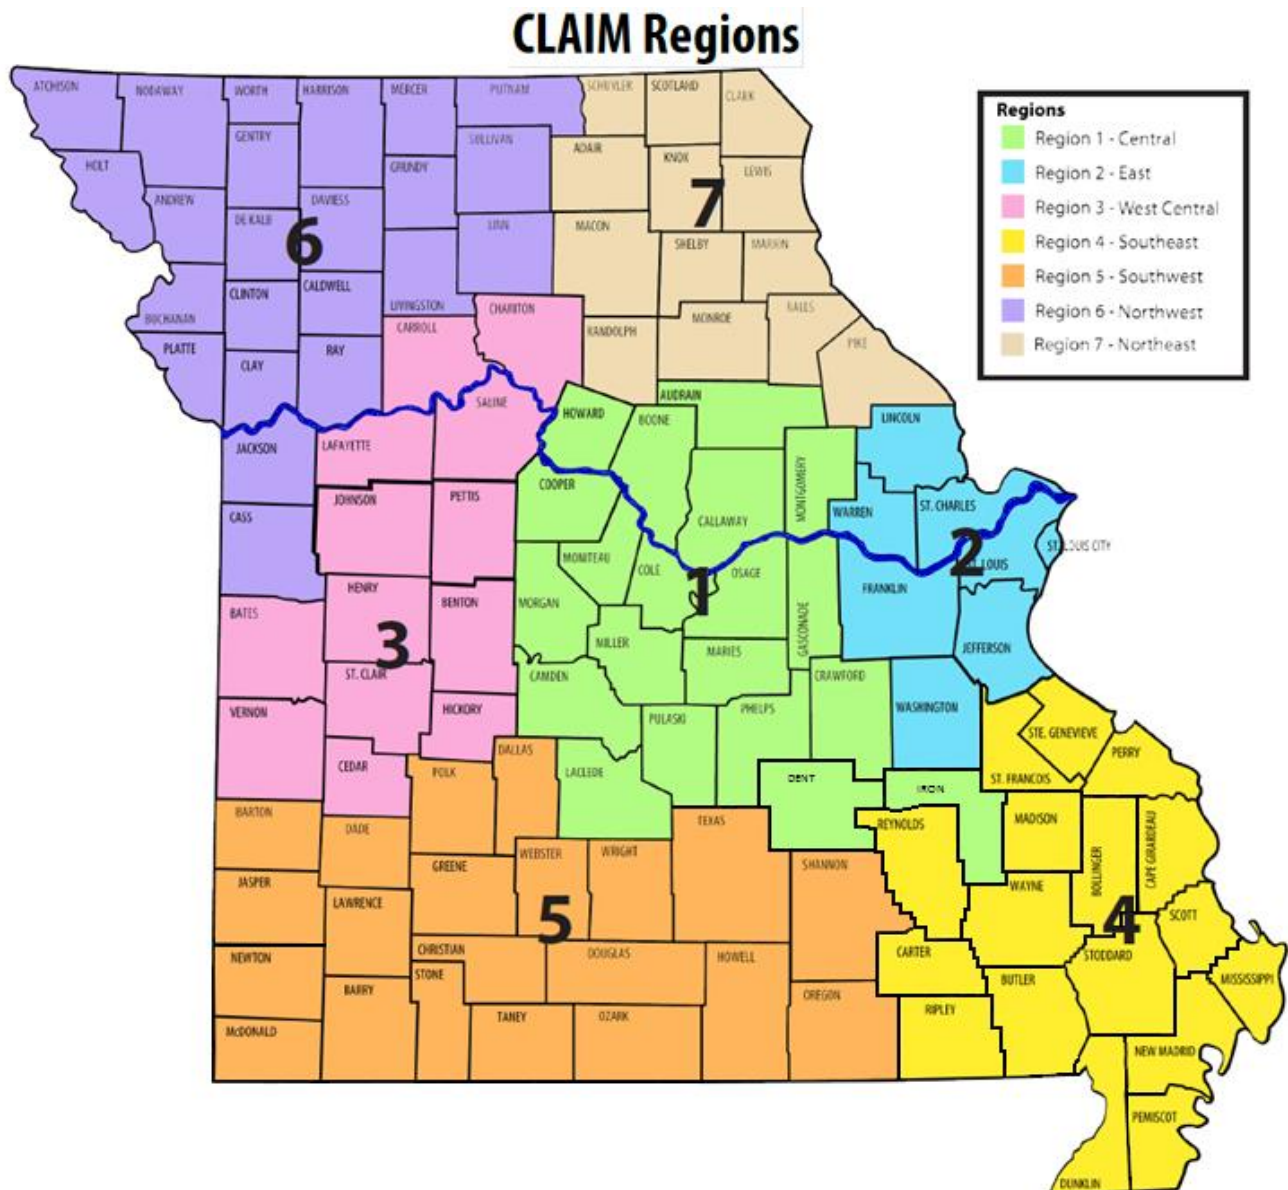 CLAIM Regions
Regions
Region 1 - Central
Region 2 - East
Region 3 - West Central
Region 4 - Southeast
Region 5 - Southwest
Region 6 - Northwest
Region 7 - Northeast
ATCHISON
NODAWAY
WORTH
HARRISON
MERCER
PUTNAM
SCHUYLER
SCOTLAND
CLARK
GENTRY
SULLIVAN
ADAIR
KNOX
LEWIS
HOLT
GRUNDY
ANDREW
DE KALB
DAVIESS
LINN
MACON
SHELBY
MARION
6
7
CLINTON
CALDWELL
LIVINGSTON
CHARITON
BUCHANAN
CARROLL
RANDOLPH
MONROE
RALLS
PLATTE
CLAY
RAY
PIKE
SALINE
HOWARD
AUDRAIN
BOONE
LINCOLN
JACKSON
LAFAYETTE
COOPER
MONTGOMERY
JOHNSON
PETTIS
CASS
CALLAWAY
WARREN
ST. CHARLES
ST. LOUIS CITY
MONITEAU
COLE
OSAGE
2
ST. LOUIS
HENRY
BENTON
MORGAN
1
FRANKLIN
BATES
3
MILLER
MARIES
GASCONADE
JEFFERSON
ST. CLAIR
CAMDEN
CRAWFORD
VERNON
HICKORY
PULASKI
PHELPS
WASHINGTON
STE. GENEVIEVE
CEDAR
POLK
DALLAS
LACLEDE
DENT
IRON
ST. FRANCOIS
PERRY
BARTON
DADE
TEXAS
REYNOLDS
MADISON
GREENE
WEBSTER
WRIGHT
SHANNON
BOLLINGER
CAPE GIRARDEAU
JASPER
LAWRENCE
WAYNE
5
4
SCOTT
NEWTON
CHRISTIAN
DOUGLAS
HOWELL
CARTER
STODDARD
STONE
BARRY
OREGON
BUTLER
MISSISSIPPI
McDONALD
TANEY
OZARK
RIPLEY
NEW MADRID
PEMISCOT
DUNKLIN